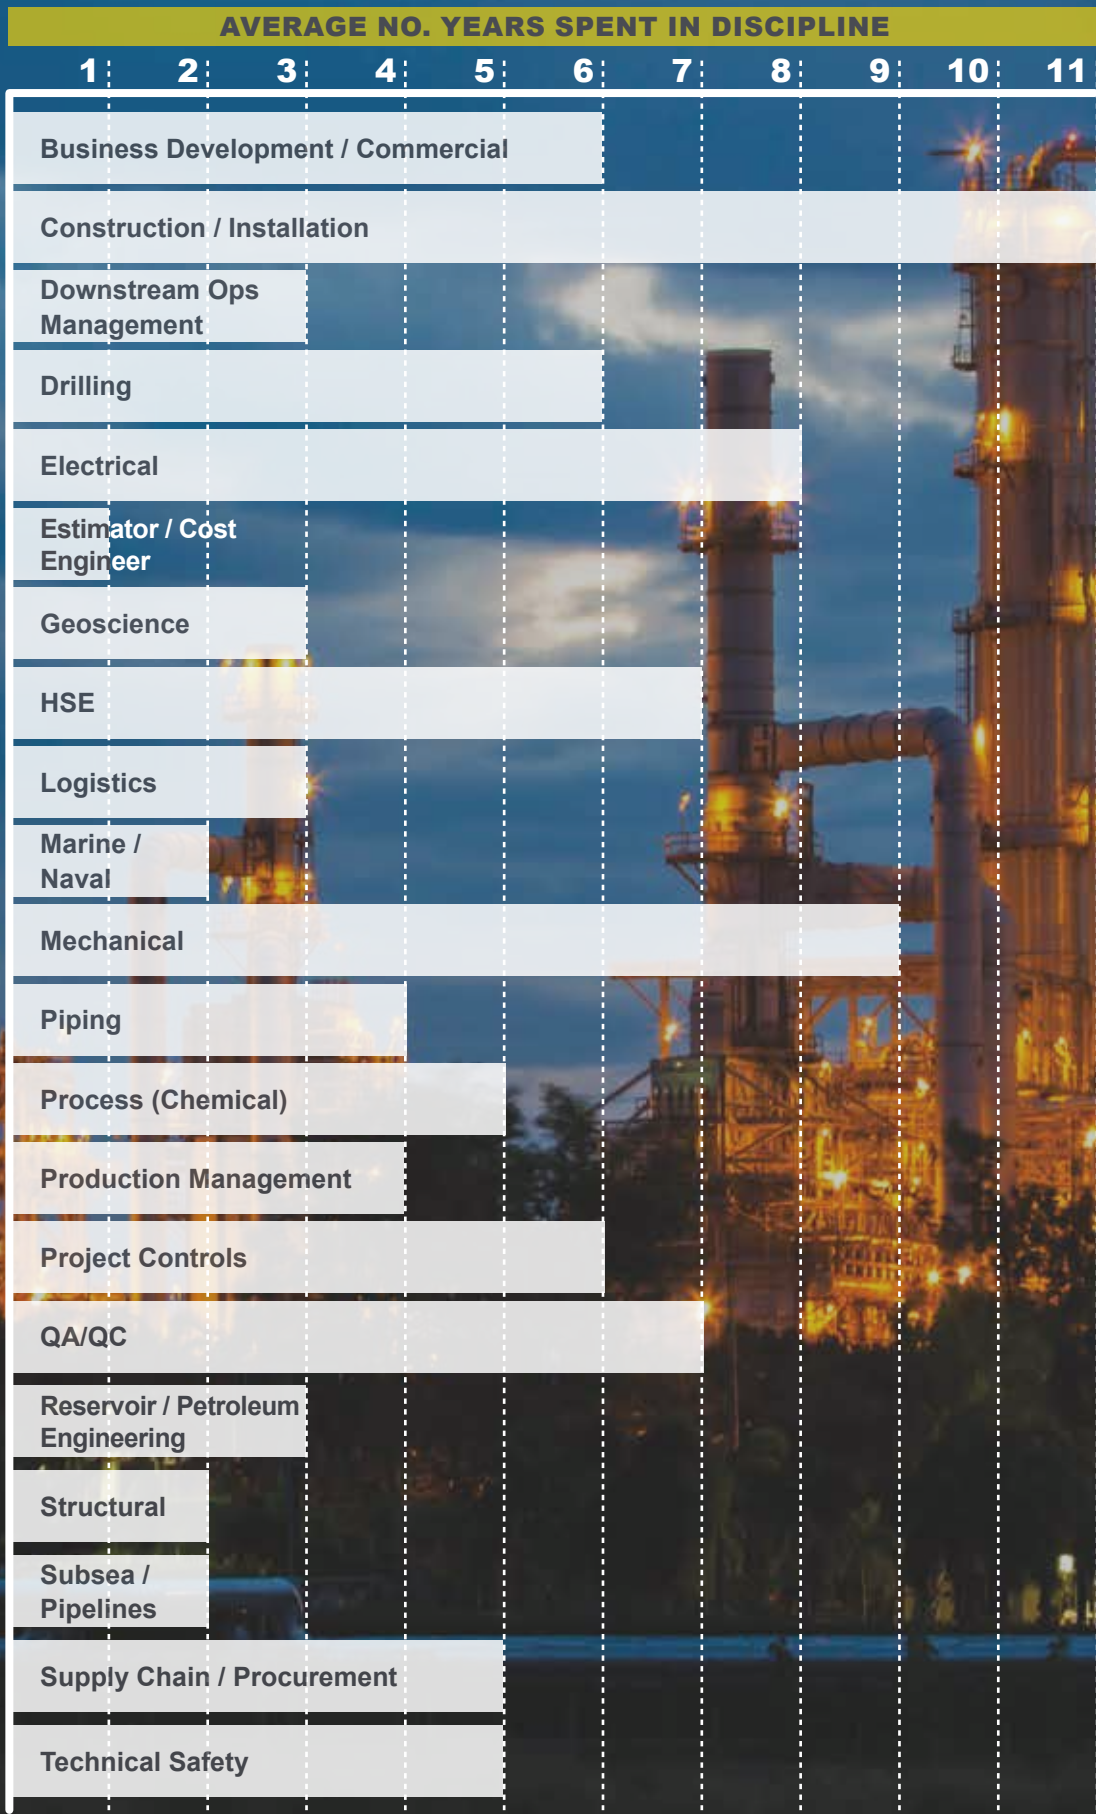 AVERAGE NO. YEARS SPENT IN DISCIPLINE
1 2 3 4 5 6 7 8 9 10 11
Business Development / Commercial
Construction / Installation
Downstream Ops
Management
Drilling
Electrical
Estimator / Cost
Engineer
Geoscience
HSE
Logistics
Marine /
Naval
Mechanical
Piping
Process (Chemical)
Production Management
Project Controls
QA/QC
Reservoir / Petroleum
Engineering
Structural
Subsea /
Pipelines
Supply Chain / Procurement
Technical Safety